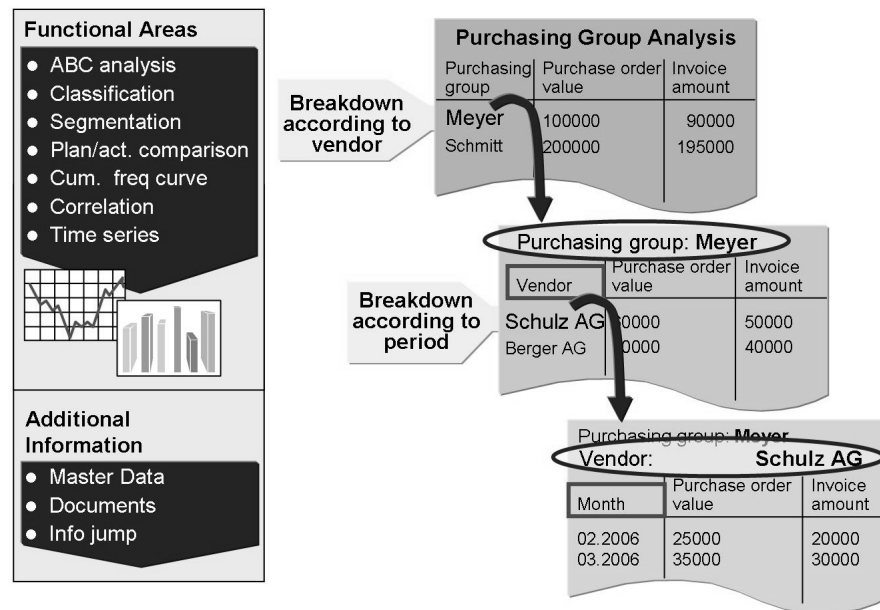 Functional Areas
ABC analysis
Classification
Segmentation
Plan/act. comparison
Cum. freq curve
Correlation
Time series
Additional
Information
Master Data
Documents
Info jump
Breakdown
according to
vendor
Purchasing Group Analysis
Purchasing group
Purchase order value
Invoice amount
Meyer 100000 90000
Schmitt 200000 195000
Breakdown
according to
period
Purchasing group: Meyer
Vendor
Purchase order value
Invoice amount
Schulz AG 50000
Berger AG 40000
Purchasing group: Meyer
Vendor: Schulz AG
Month
Purchase order value
Invoice amount
02.2006 25000 20000
03.2006 35000 30000